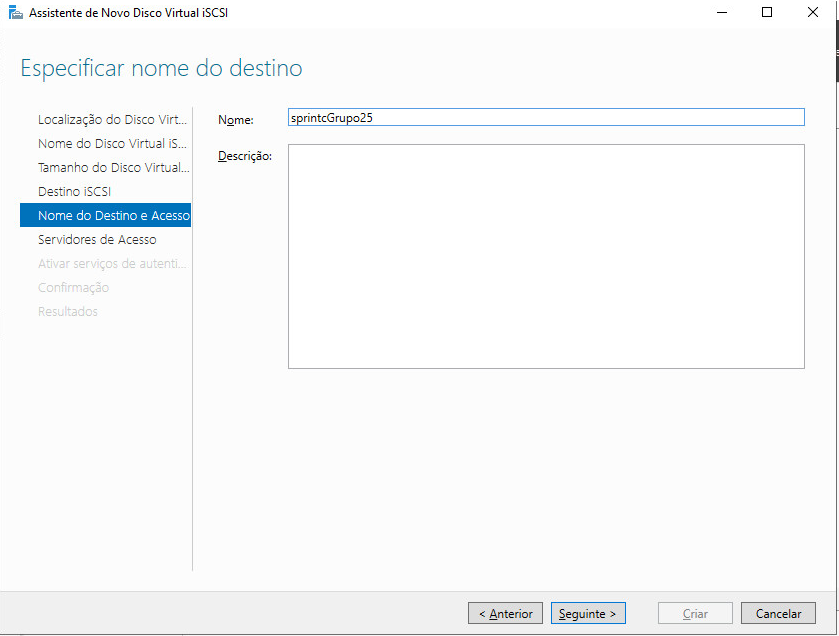 Assistente de Novo Disco Virtual iSCSI
Especificar nome do destino
Localização do Disco Virt...
Nome do Disco Virtual iS...
Tamanho do Disco Virtual...
Destino iSCSI
Nome do Destino e Acesso
Servidores de Acesso
Ativar serviços de autenti...
Confirmação
Resultados
Nome:
sprintcGrupo25
Descrição:
< Anterior
Seguinte >
Criar
Cancelar